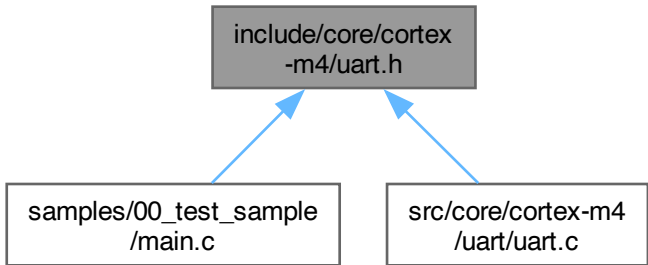 include/core/cortex
-m4/uart.h
samples/00_test_sample
/main.c
src/core/cortex-m4
/uart/uart.c